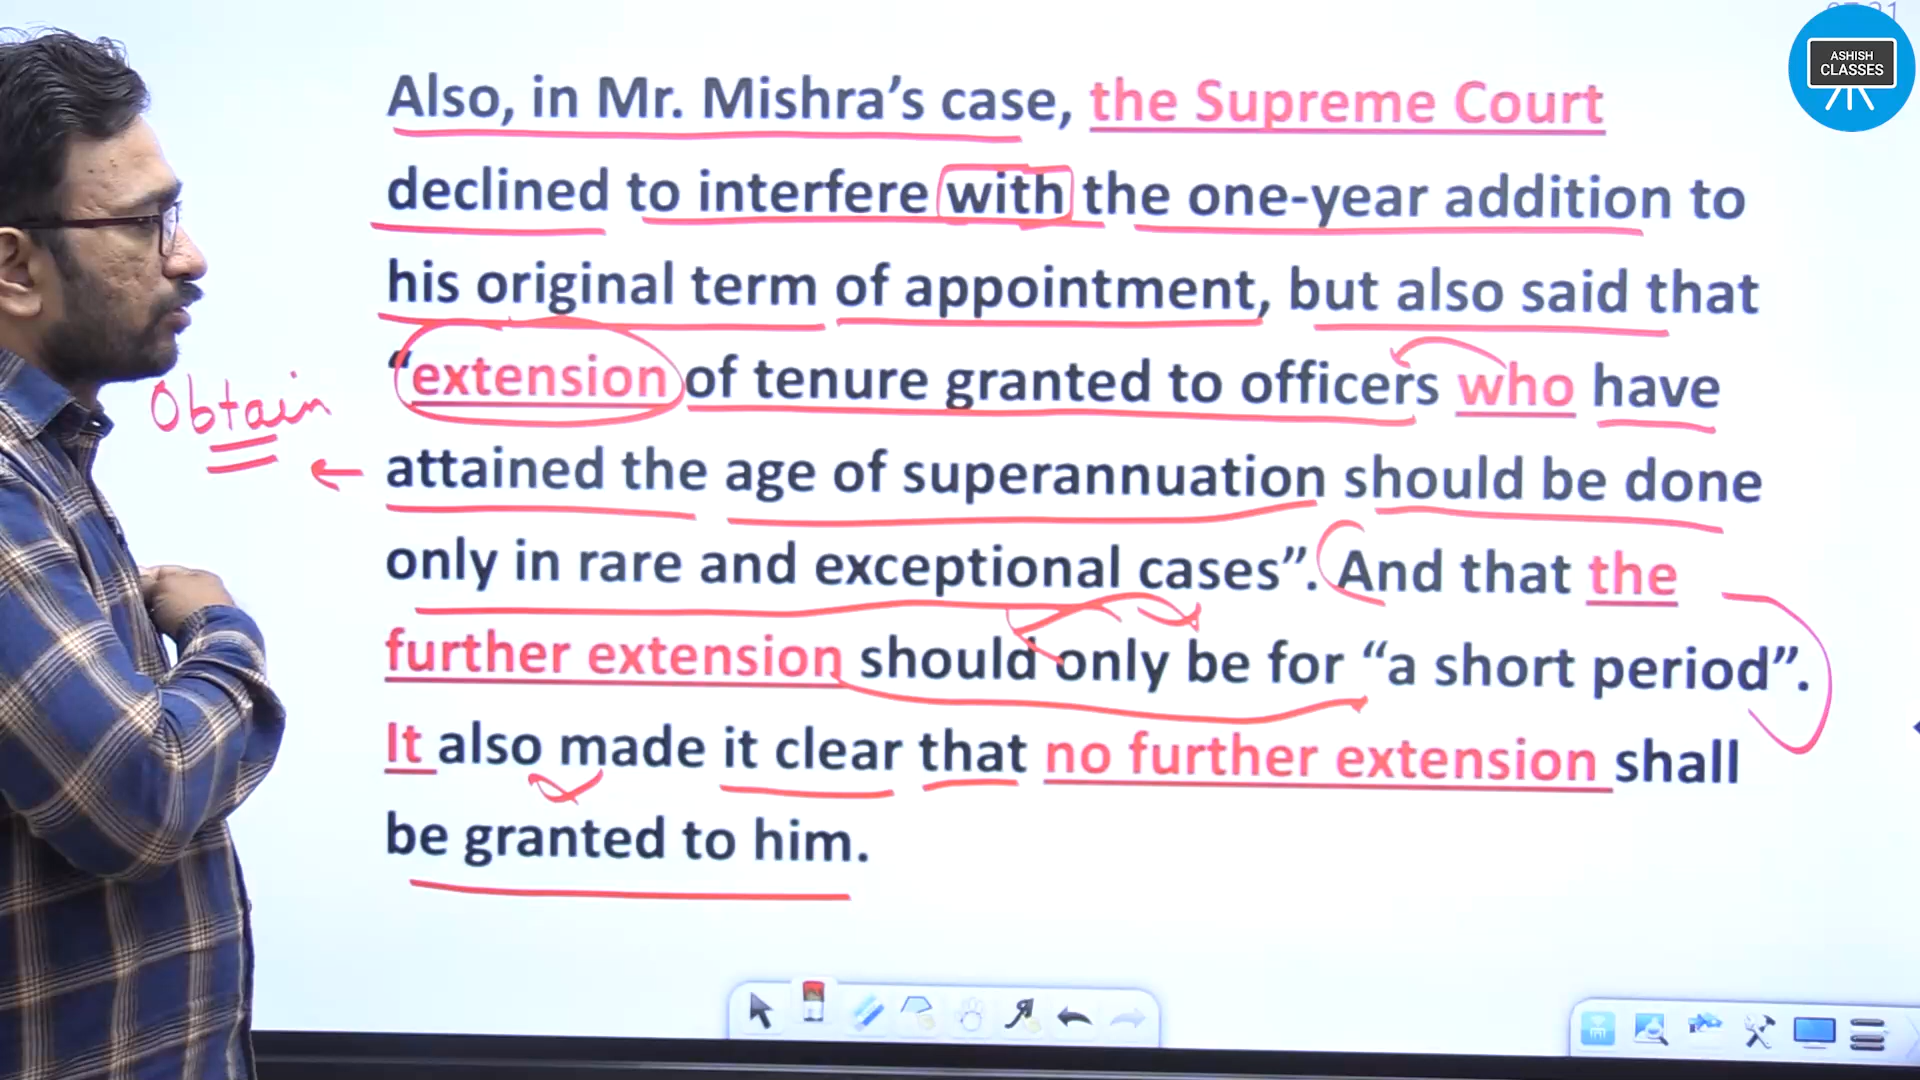 ASHISH
CLASSES
Also, in Mr. Mishra’s case, the Supreme Court
declined to interfere with the one-year addition to
his original term of appointment, but also said that
“extension of tenure granted to officers who have
Obtain
attained the age of superannuation should be done
only in rare and exceptional cases”. And that the
further extension should only be for “a short period”.
It also made it clear that no further extension shall
be granted to him.